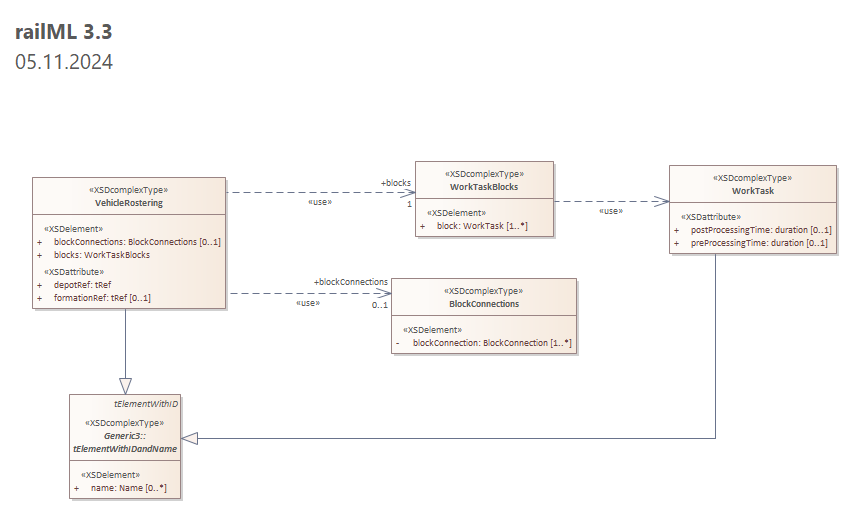 railML 3.3
05.11.2024
«XSDcomplexType»
VehicleRostering
«XSDelement»
+ blockConnections: BlockConnections [0..1]
+ blocks: WorkTaskBlocks
«XSDattribute»
+ depotRef: tRef
+ formationRef: tRef [0..1]
+blocks
1
«use»
«XSDcomplexType»
WorkTaskBlocks
«XSDelement»
+ block: WorkTask [1..*]
«use»
«XSDcomplexType»
WorkTask
«XSDattribute»
+ postProcessingTime: duration [0..1]
+ preProcessingTime: duration [0..1]
+blockConnections
0..1
«use»
«XSDcomplexType»
BlockConnections
«XSDelement»
- blockConnection: BlockConnection [1..*]
tElementWithID
«XSDcomplexType»
Generic3::
tElementWithIDandName
«XSDelement»
+ name: Name [0..*]